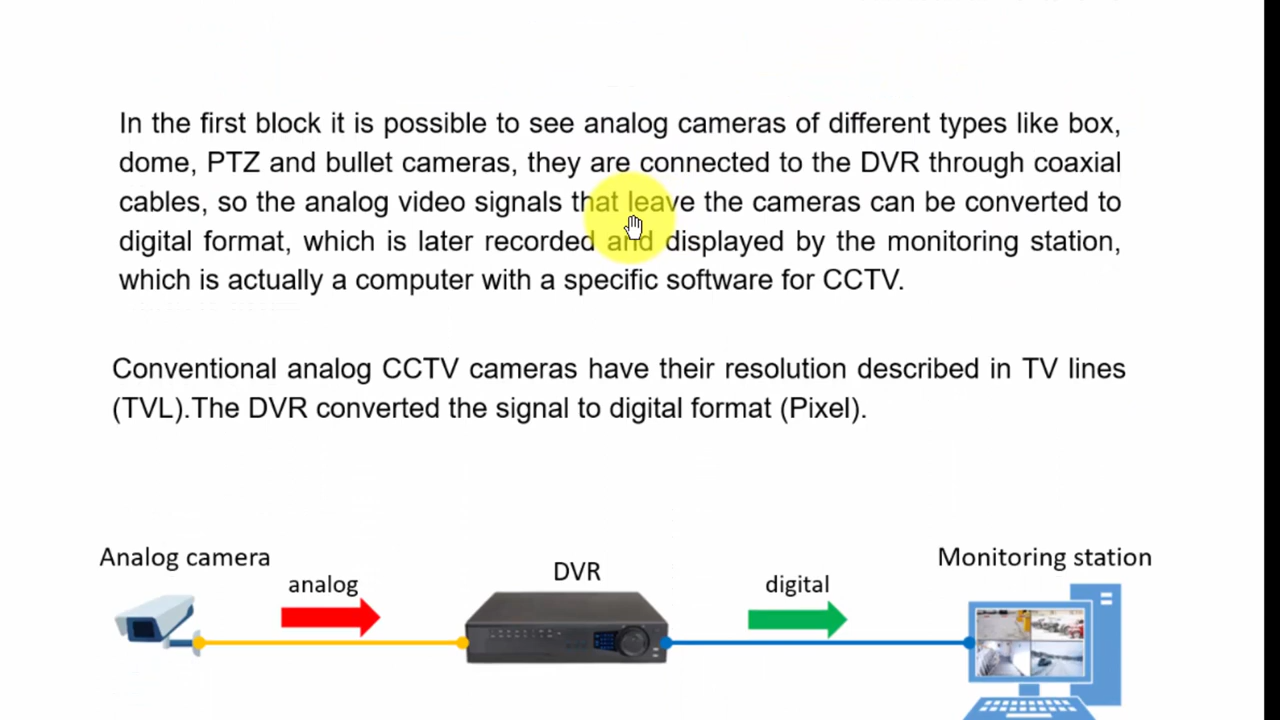 In the first block it is possible to see analog cameras of different types like box,
dome, PTZ and bullet cameras, they are connected to the DVR through coaxial
cables, so the analog video signals that leave the cameras can be converted to
digital format, which is later recorded and displayed by the monitoring station,
which is actually a computer with a specific software for CCTV.
Conventional analog CCTV cameras have their resolution described in TV lines
(TVL).The DVR converted the signal to digital format (Pixel).
Analog camera
analog
DVR
digital
Monitoring station